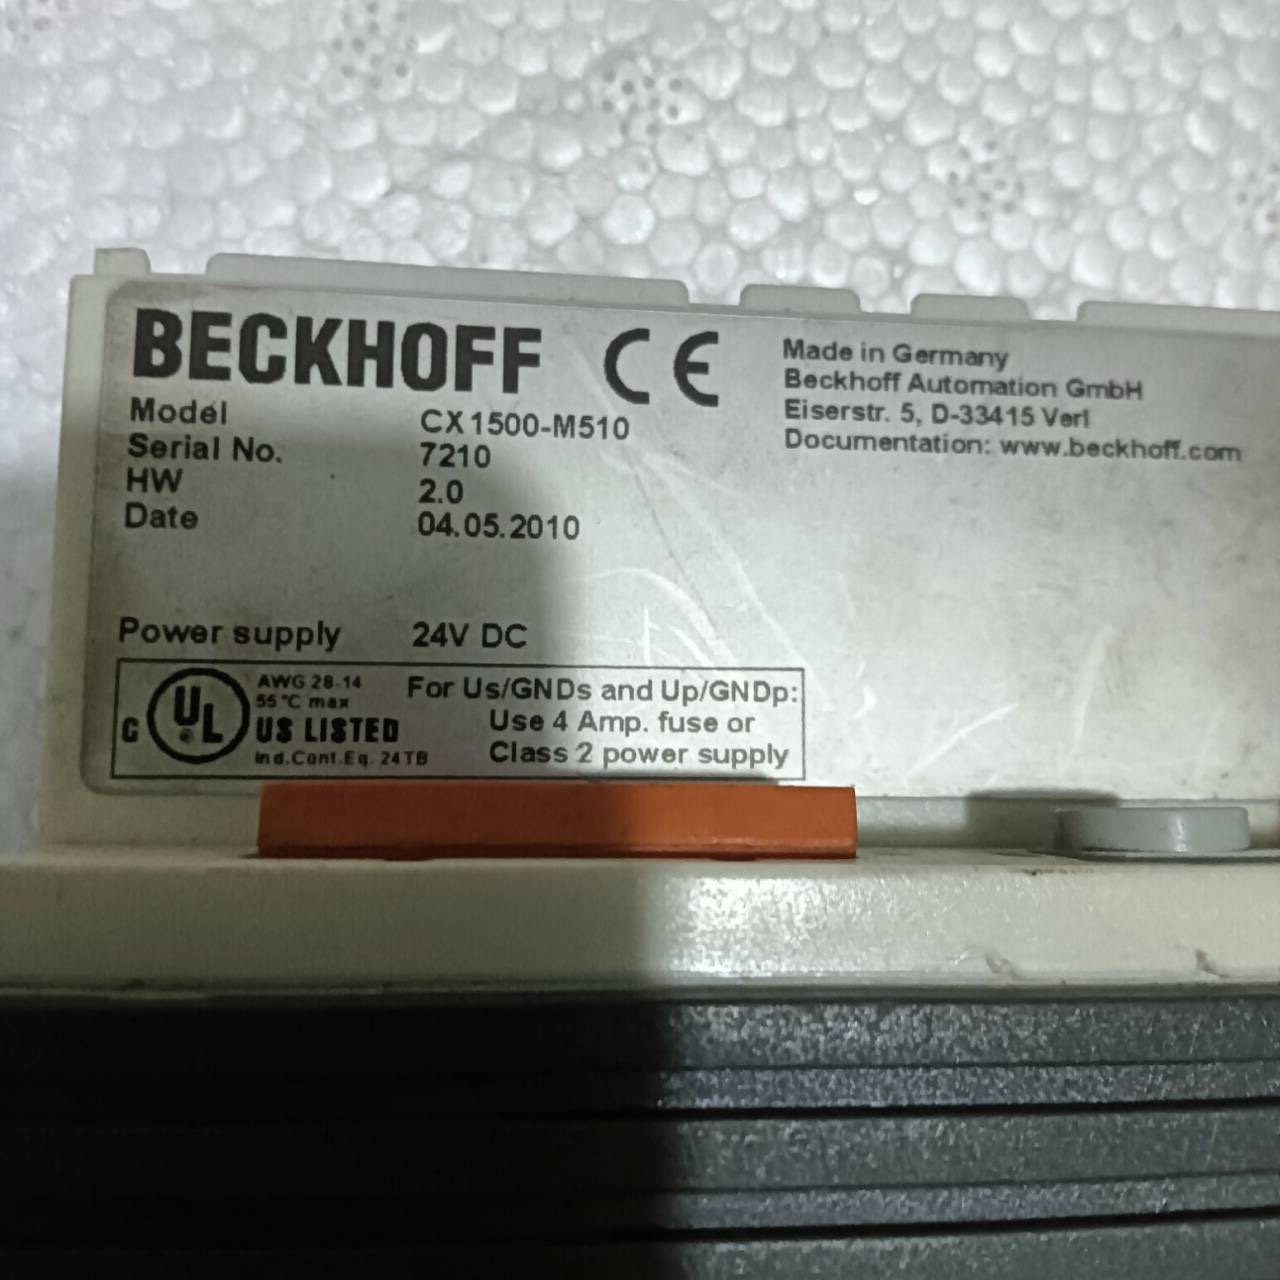 BECKHOFF CE
Model CX1500-M510
Serial No. 7210
HW 2.0
Date 04.05.2010
Made in Germany
Beckhoff Automation GmbH
Eiserstr. 5, D-33415 Verl
Documentation: www.beckhoff.com
Power supply 24V DC
C UL US LISTED
AWG 28-14
55°C max
Ind.Cont.Eq. 24TB
For Us/GNDs and Up/GNDp:
Use 4 Amp. fuse or
Class 2 power supply